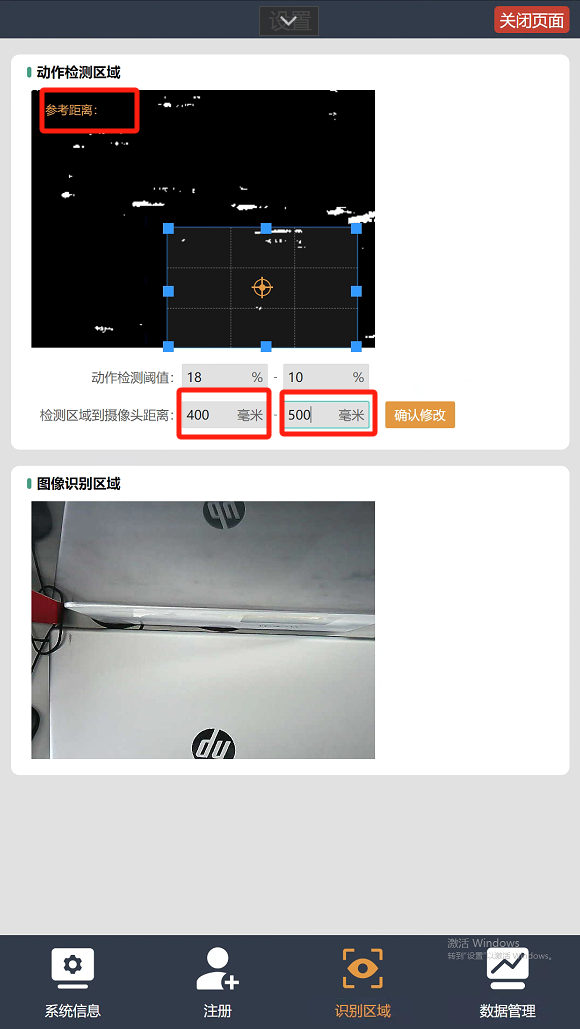 设置
关闭页面
动作检测区域
参考距离：
动作检测阈值： 18 % - 10 %
检测区域到摄像头距离： 400 毫米 - 500 毫米 确认修改
图像识别区域
hp
hp
激活 Windows
转到"设置"以激活 Windows。
系统信息 注册 识别区域 数据管理